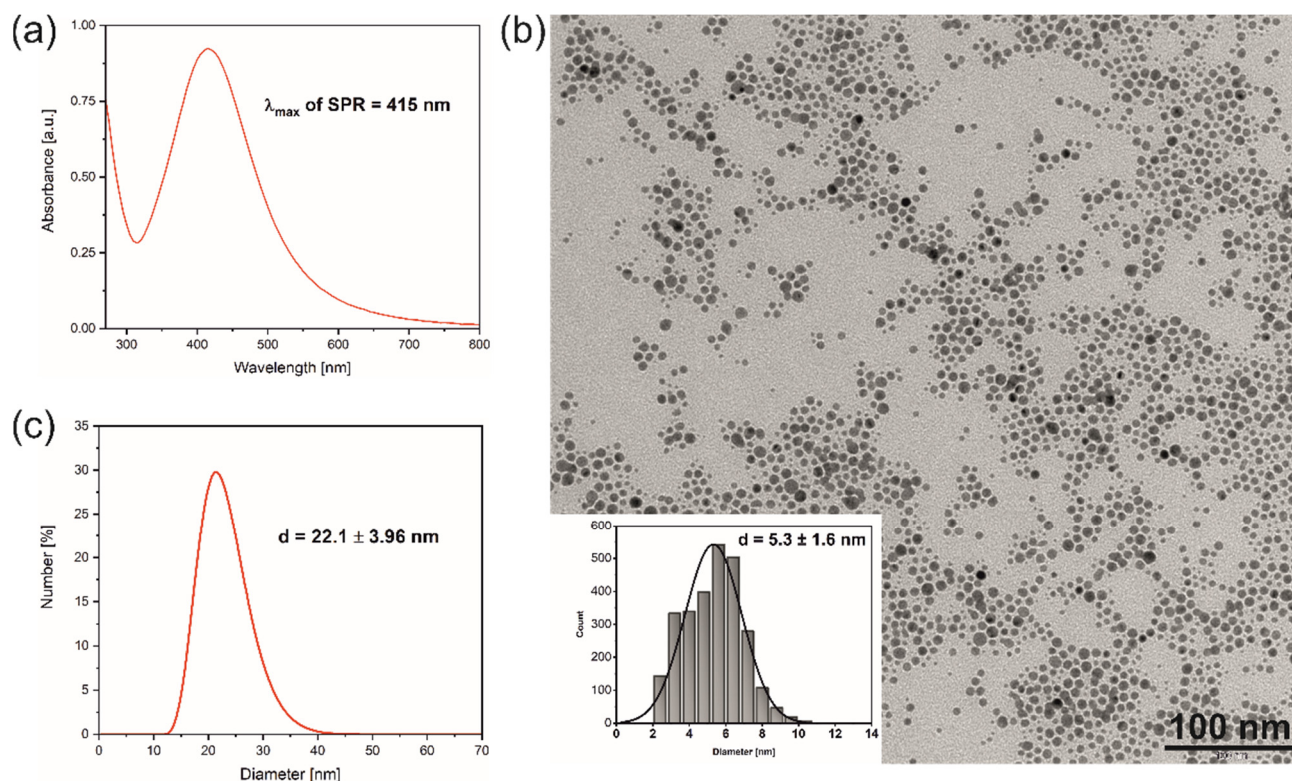 (a)
1.00
0.75
0.50
0.25
0.00
Absorbance [a.u.]
λmax of SPR = 415 nm
300 400 500 600 700 800
Wavelength [nm]
(b)
100 nm
600
500
400
300
200
100
0
Count
d = 5.3 ± 1.6 nm
0 2 4 6 8 10 12 14
Diameter [nm]
(c)
35
30
25
20
15
10
5
0
Number [%]
d = 22.1 ± 3.96 nm
0 10 20 30 40 50 60 70
Diameter [nm]